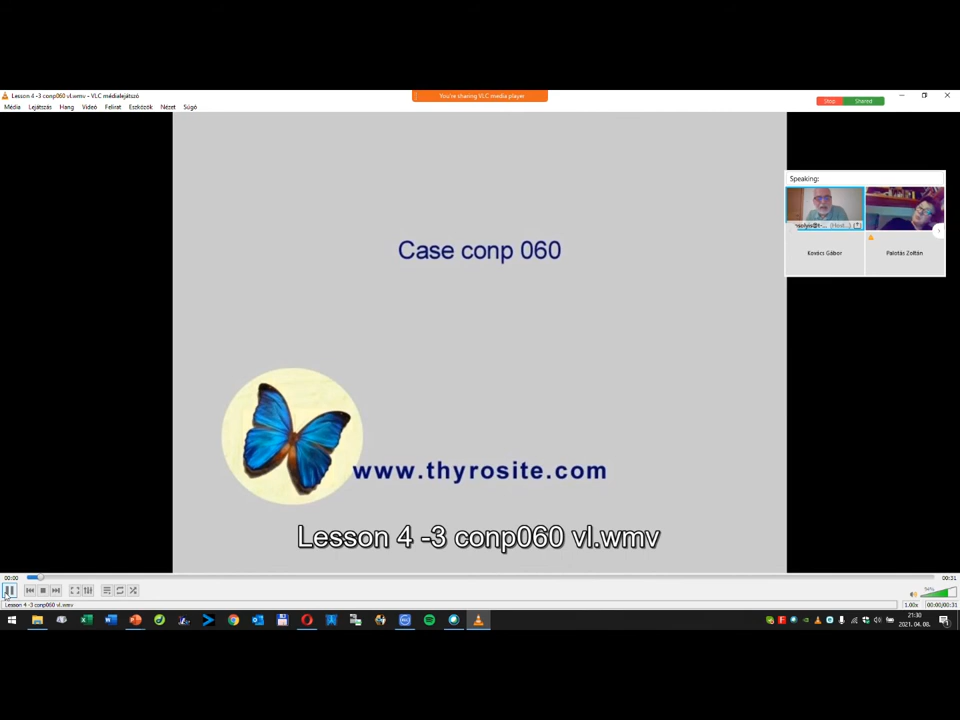 Lesson 4 -3 conp060 vl.wmv - VLC médialejátszó
You're sharing VLC media player
Média Lejátszás Hang Videó Felirat Eszközök Nézet Súgó
Stop Shared
Speaking:
Case conp 060
Kovács Gábor
Palotás Zoltán
www.thyrosite.com
Lesson 4 -3 conp060 vl.wmv
00:00
00:31
Lesson 4 -3 conp060 vl.wmv
1.00x
00:00/00:31
21:30
2021. 04. 08.